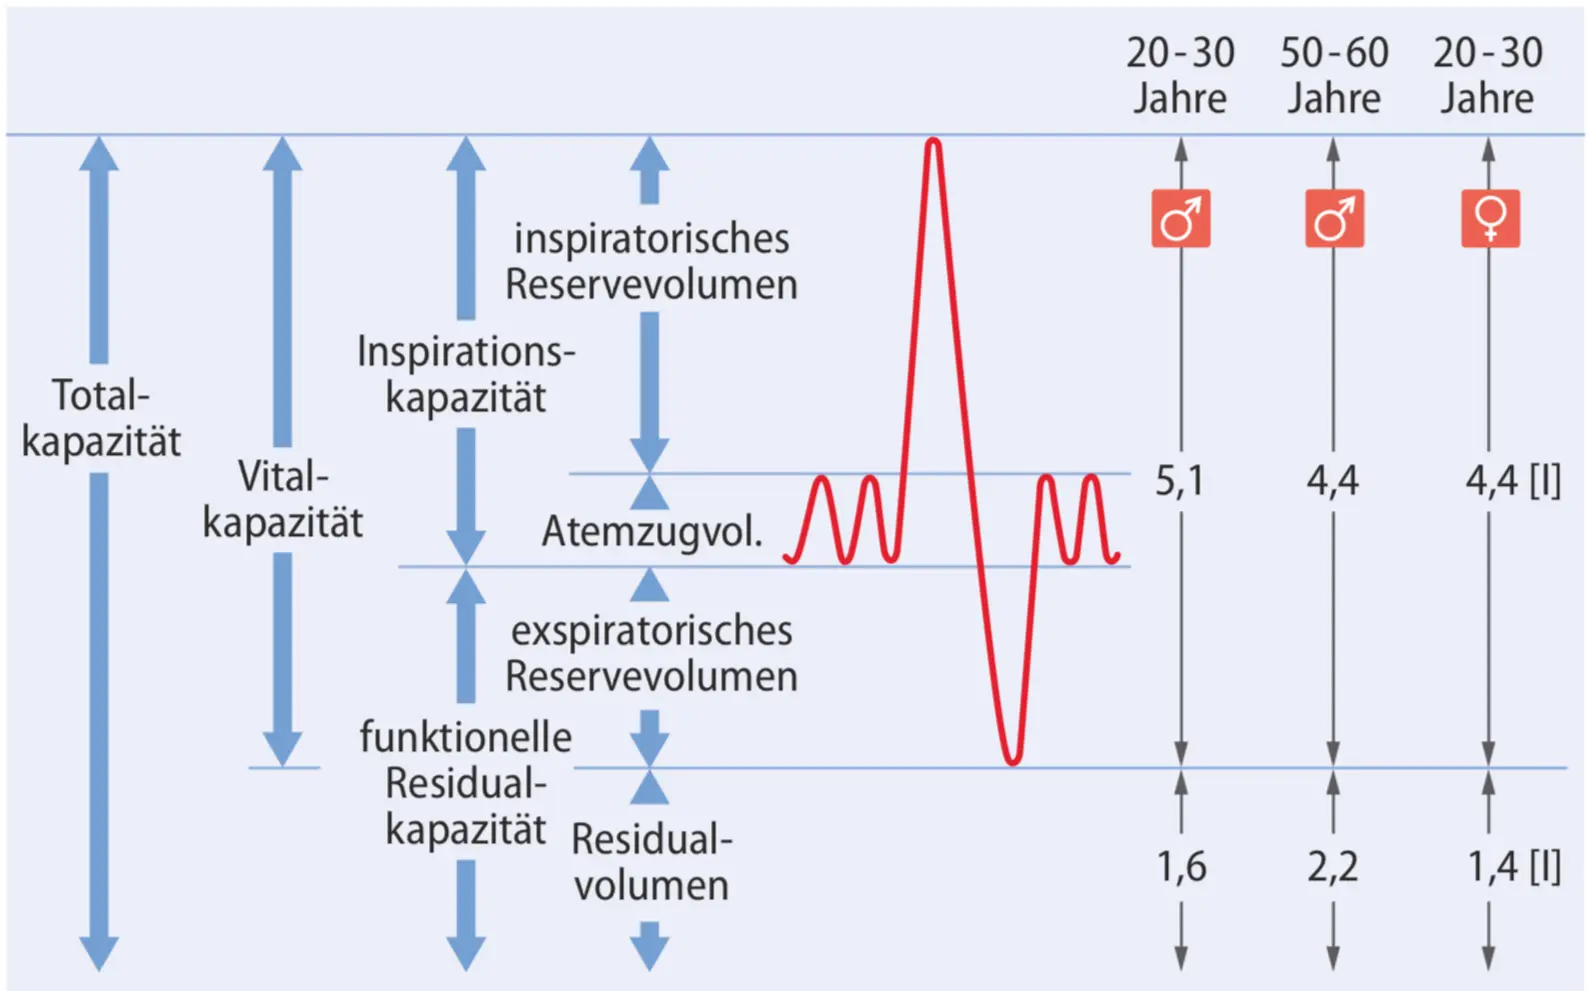 20-30
Jahre
50-60
Jahre
20-30
Jahre
inspiratorisches
Reservevolumen
Inspirations-
kapazität
Total-
kapazität
Vital-
kapazität
Atemzugvol.
5,1
4,4
4,4 [l]
exspiratorisches
Reservevolumen
funktionelle
Residual-
kapazität
Residual-
volumen
1,6
2,2
1,4 [l]